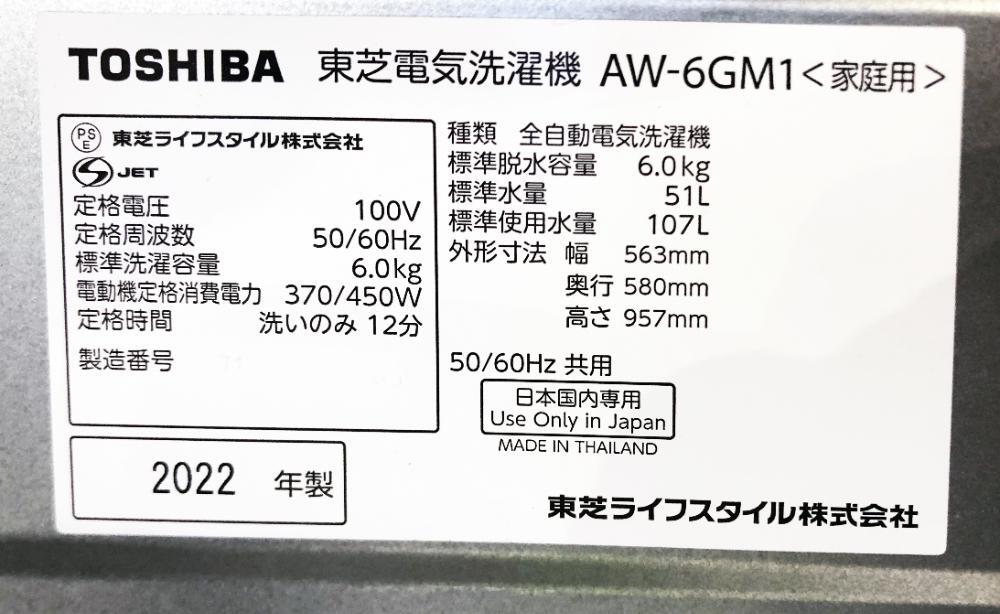 TOSHIBA 東芝電気洗濯機 AW-6GM1＜家庭用＞
PSE 東芝ライフスタイル株式会社
S JET
定格電圧 100V
定格周波数 50/60Hz
標準洗濯容量 6.0kg
電動機定格消費電力 370/450W
定格時間 洗いのみ 12分
製造番号
2022 年製
種類 全自動電気洗濯機
標準脱水容量 6.0kg
標準水量 51L
標準使用水量 107L
外形寸法 幅 563mm
奥行 580mm
高さ 957mm
50/60Hz 共用
日本国内専用
Use Only in Japan
MADE IN THAILAND
東芝ライフスタイル株式会社